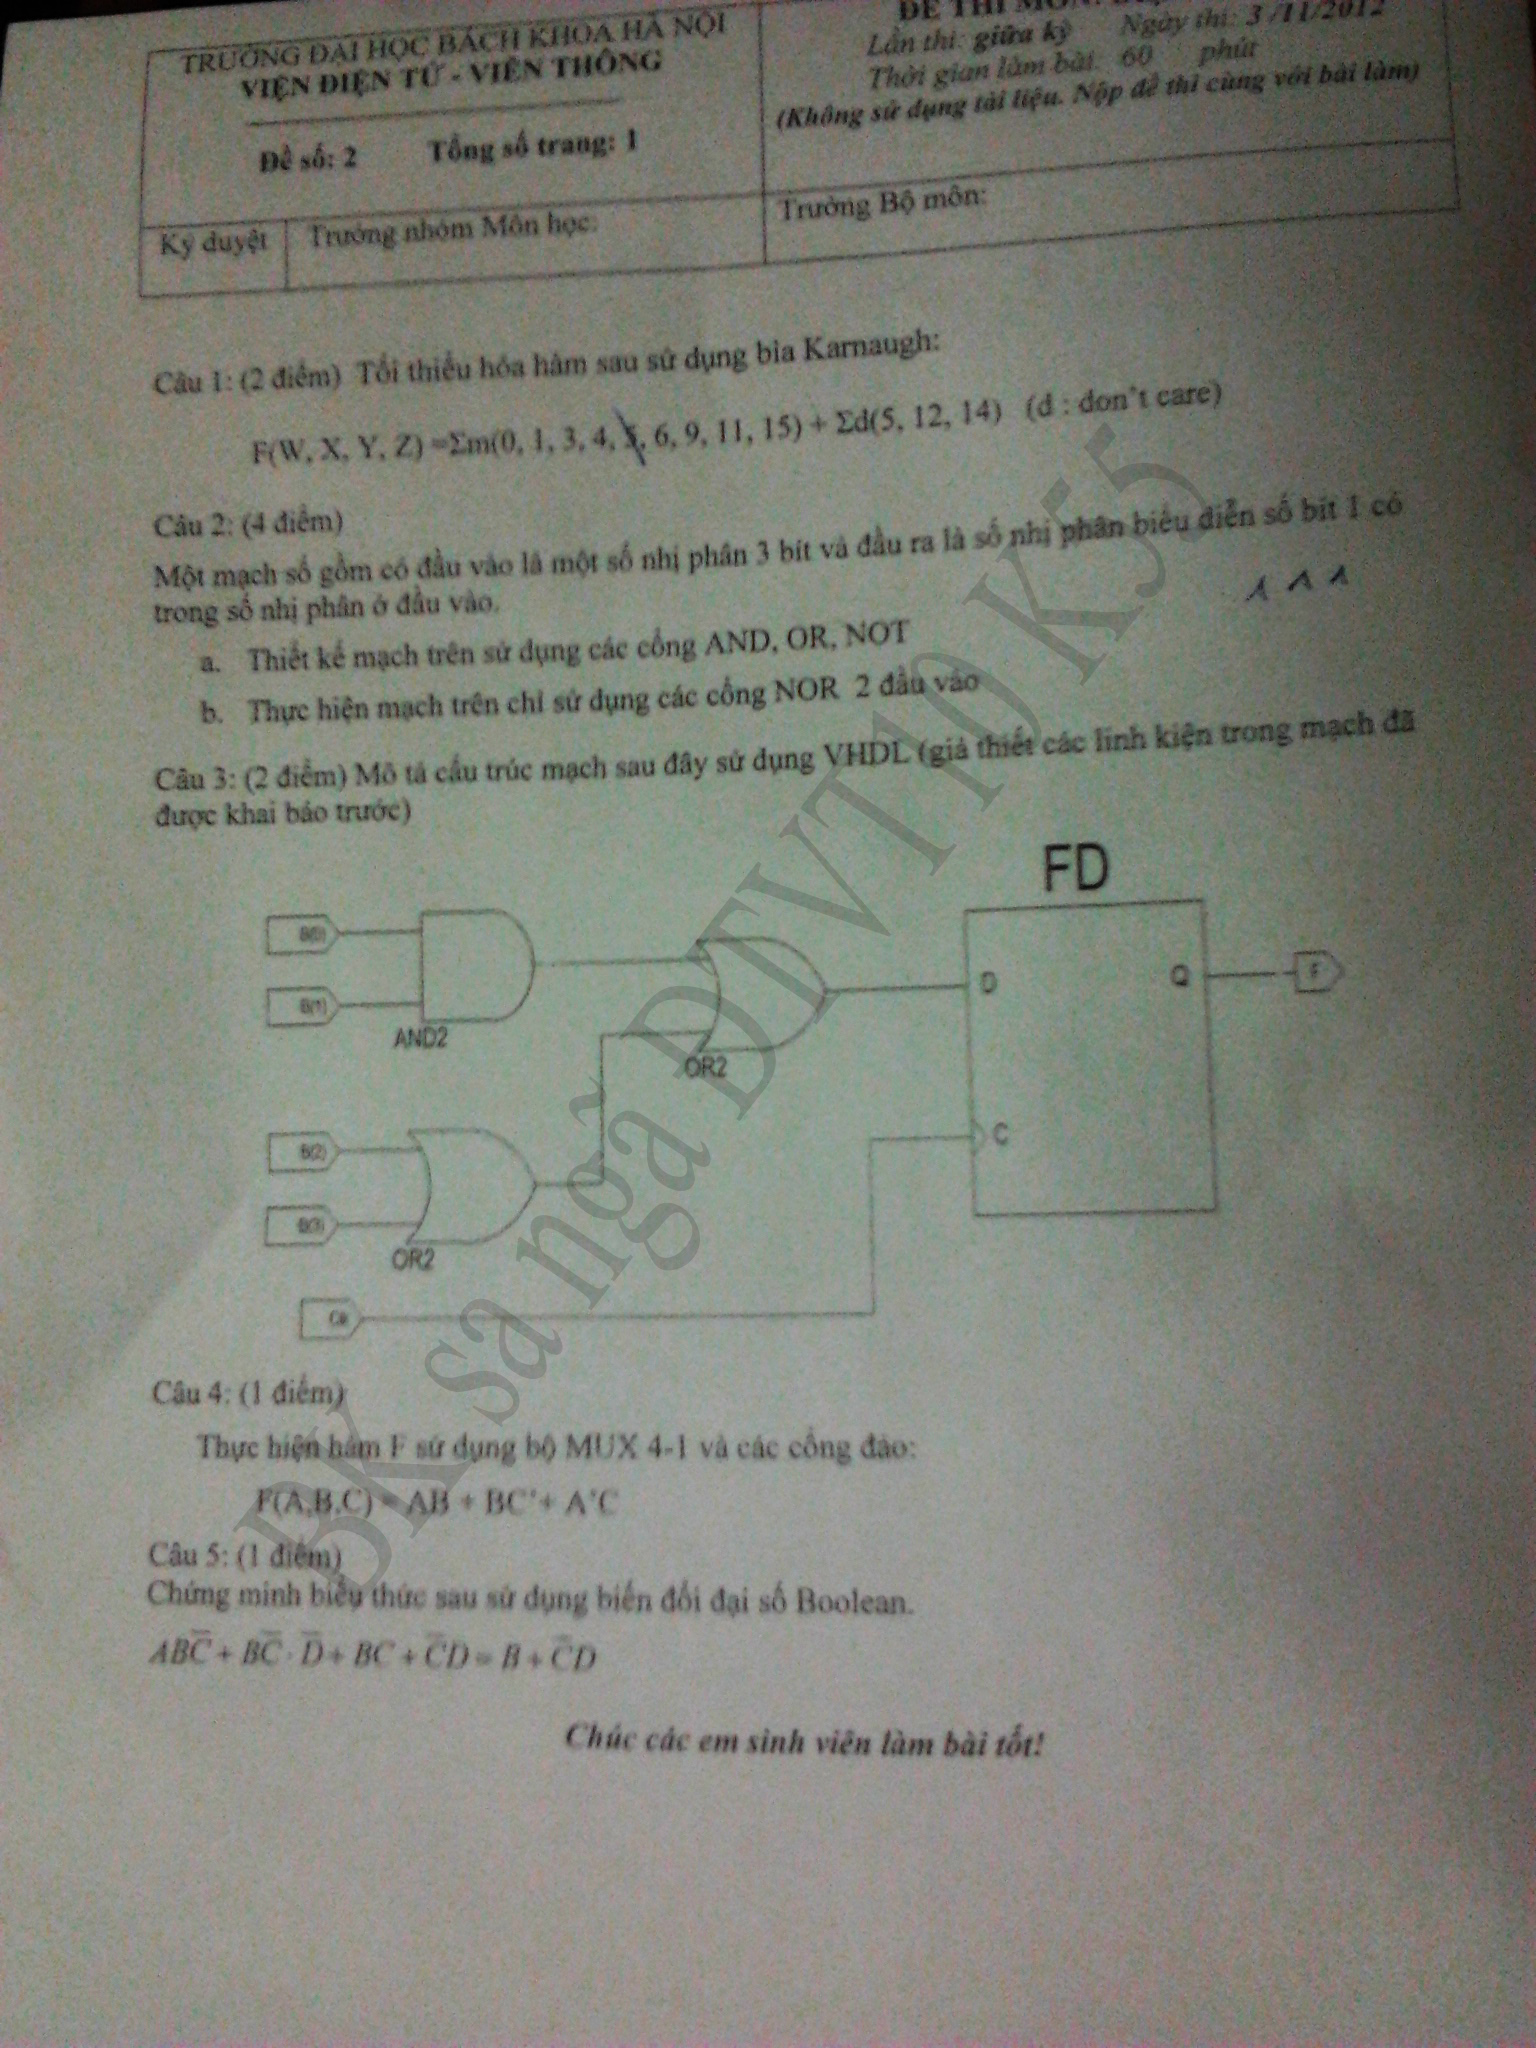 TRƯỜNG ĐẠI HỌC BÁCH KHOA HÀ NỘI
VIỆN ĐIỆN TỬ - VIỄN THÔNG
Đề số: 2 Tổng số trang: 1
ĐỀ THI MÔN:
Lần thi: giữa kỳ Ngày thi: 3 /11/2012
Thời gian làm bài: 60 phút
(Không sử dụng tài liệu. Nộp đề thi cùng với bài làm)
Ký duyệt Trưởng nhóm Môn học: Trưởng Bộ môn:
Câu 1: (2 điểm) Tối thiểu hóa hàm sau sử dụng bìa Karnaugh:
F(W, X, Y, Z) =Σm(0, 1, 3, 4, 5, 6, 9, 11, 15) + Σd(5, 12, 14) (d : don't care)
Câu 2: (4 điểm)
Một mạch số gồm có đầu vào là một số nhị phân 3 bit và đầu ra là số nhị phân biểu diễn số bit 1 có
trong số nhị phân ở đầu vào.
1 1 1
a. Thiết kế mạch trên sử dụng các cổng AND, OR, NOT
b. Thực hiện mạch trên chỉ sử dụng các cổng NOR 2 đầu vào
Câu 3: (2 điểm) Mô tả cấu trúc mạch sau đây sử dụng VHDL (giả thiết các linh kiện trong mạch đã
được khai báo trước)
FD
B(0)
B(1)
AND2
OR2
D
Q
F
B(2)
B(3)
OR2
C
Câu 4: (1 điểm)
Thực hiện hàm F sử dụng bộ MUX 4-1 và các cổng đảo:
F(A,B,C) = AB + BC' + A'C
Câu 5: (1 điểm)
Chứng minh biểu thức sau sử dụng biến đổi đại số Boolean.
ABC̅ + BC̅ · D̅ + BC + C̅D = B + C̅D
Chúc các em sinh viên làm bài tốt!
BK sa ngã DTVT10 K55